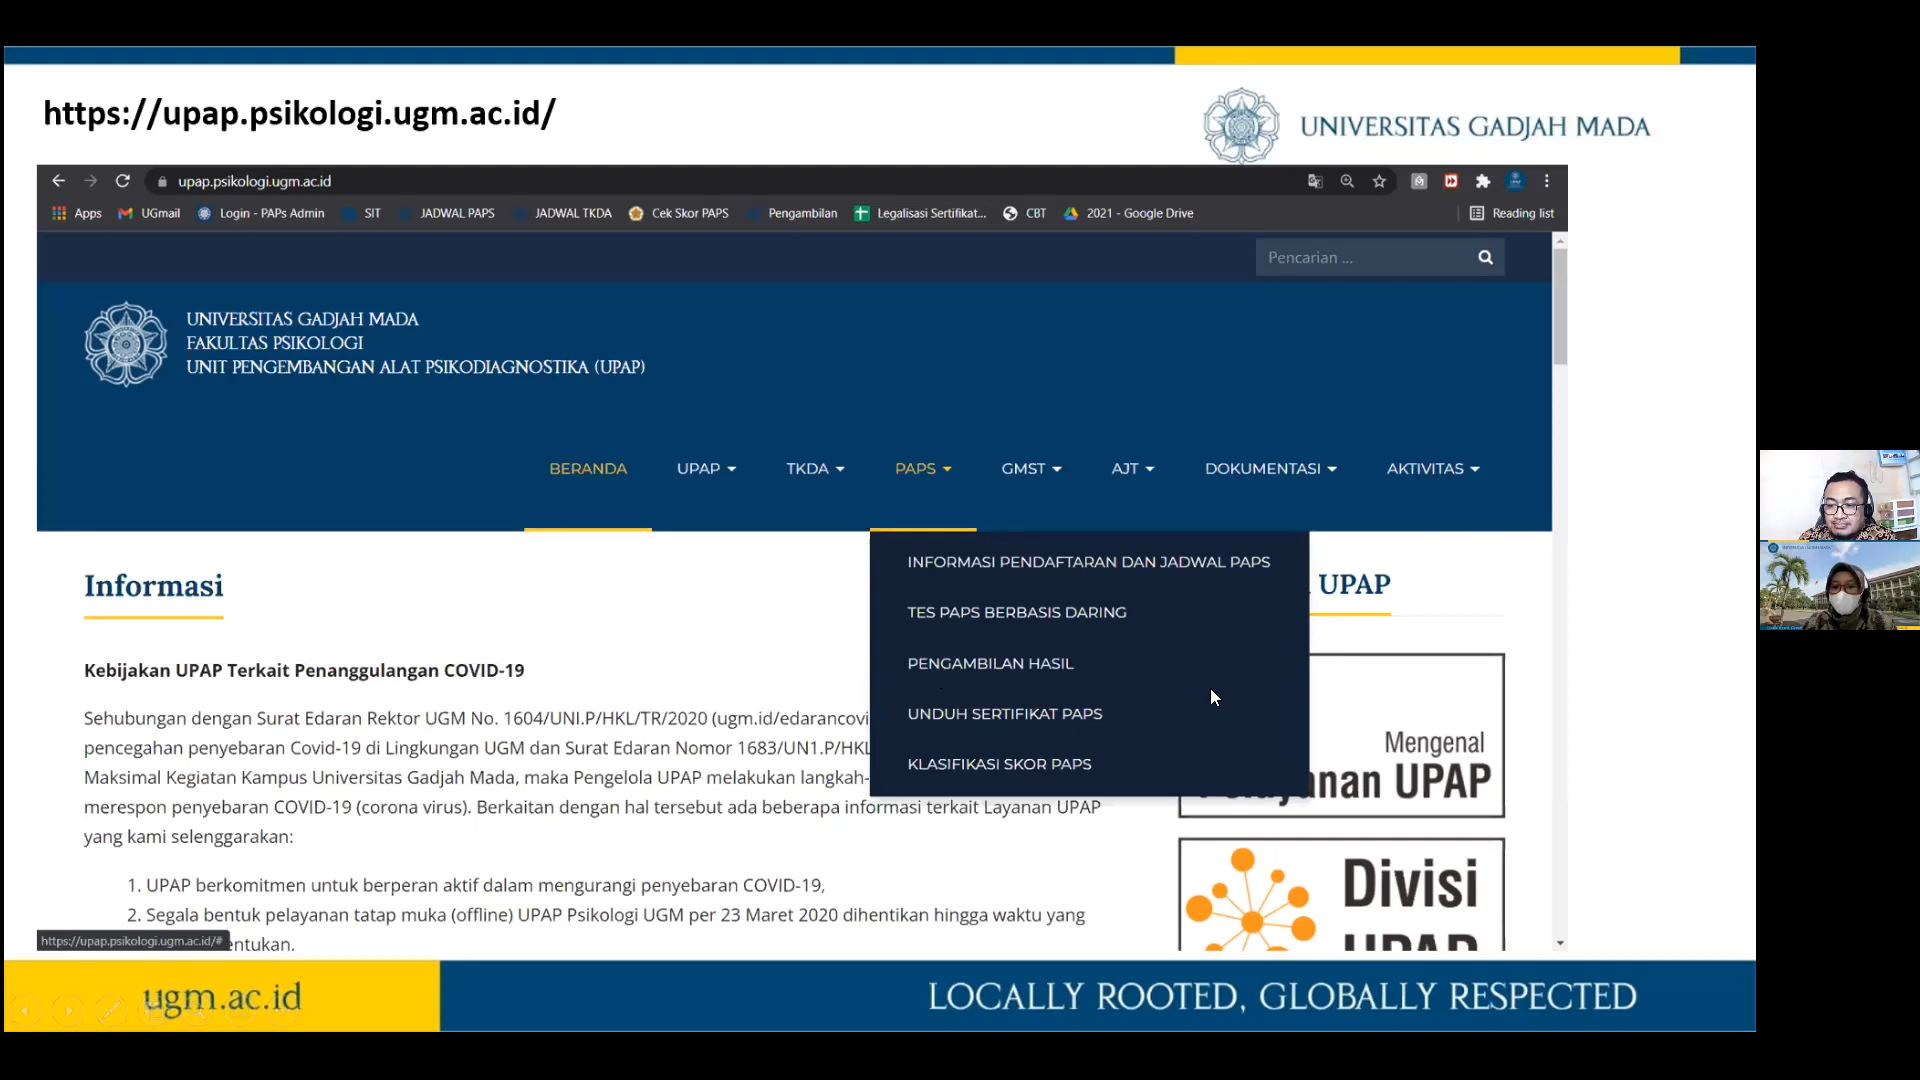 https://upap.psikologi.ugm.ac.id/
UNIVERSITAS GADJAH MADA
upap.psikologi.ugm.ac.id
Apps UGmail Login - PAPs Admin SIT JADWAL PAPS JADWAL TKDA Cek Skor PAPS Pengambilan Legalisasi Sertifikat... CBT 2021 - Google Drive Reading list
Pencarian ...
UNIVERSITAS GADJAH MADA
FAKULTAS PSIKOLOGI
UNIT PENGEMBANGAN ALAT PSIKODIAGNOSTIKA (UPAP)
BERANDA UPAP TKDA PAPS GMST AJT DOKUMENTASI AKTIVITAS
INFORMASI PENDAFTARAN DAN JADWAL PAPS
TES PAPS BERBASIS DARING
PENGAMBILAN HASIL
UNDUH SERTIFIKAT PAPS
KLASIFIKASI SKOR PAPS
Informasi
UPAP
Kebijakan UPAP Terkait Penanggulangan COVID-19
Sehubungan dengan Surat Edaran Rektor UGM No. 1604/UNI.P/HKL/TR/2020 (ugm.id/edarancovi
pencegahan penyebaran Covid-19 di Lingkungan UGM dan Surat Edaran Nomor 1683/UN1.P/HKL
Maksimal Kegiatan Kampus Universitas Gadjah Mada, maka Pengelola UPAP melakukan langkah-
merespon penyebaran COVID-19 (corona virus). Berkaitan dengan hal tersebut ada beberapa informasi terkait Layanan UPAP
yang kami selenggarakan:
1. UPAP berkomitmen untuk berperan aktif dalam mengurangi penyebaran COVID-19,
2. Segala bentuk pelayanan tatap muka (offline) UPAP Psikologi UGM per 23 Maret 2020 dihentikan hingga waktu yang
entukan.
Mengenal
anan UPAP
Divisi
UPAP
https://upap.psikologi.ugm.ac.id/#
ugm.ac.id
LOCALLY ROOTED, GLOBALLY RESPECTED